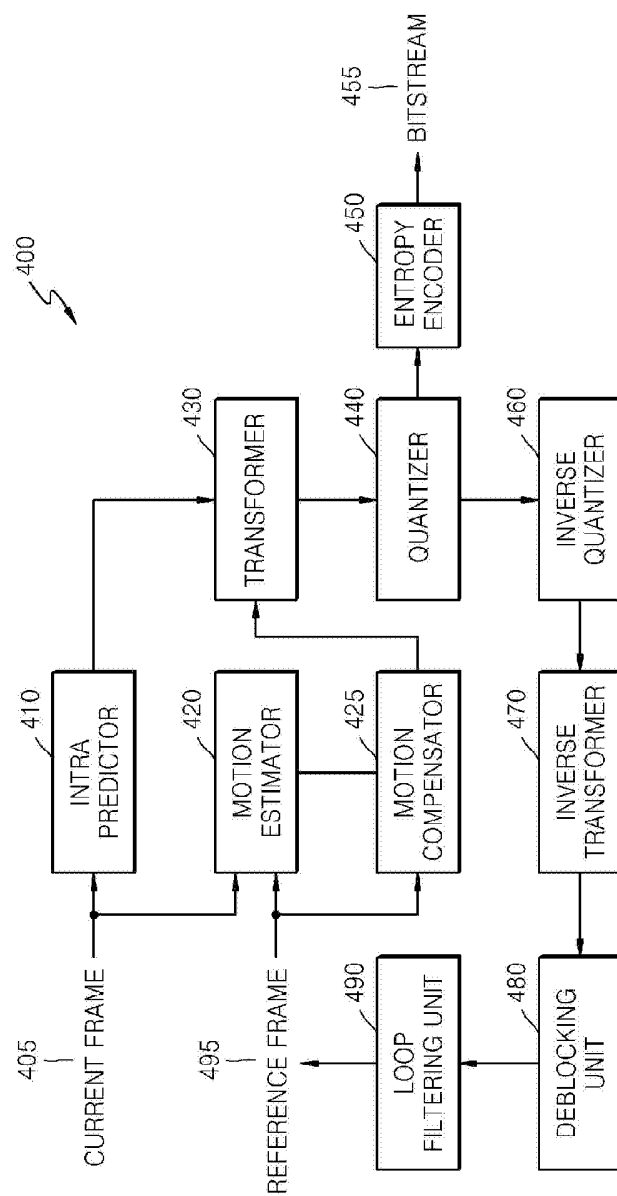 400
405
CURRENT FRAME
410
INTRA
PREDICTOR
495
REFERENCE FRAME
420
MOTION
ESTIMATOR
425
MOTION
COMPENSATOR
430
TRANSFORMER
440
QUANTIZER
450
ENTROPY
ENCODER
455
BITSTREAM
460
INVERSE
QUANTIZER
470
INVERSE
TRANSFORMER
480
DEBLOCKING
UNIT
490
LOOP
FILTERING UNIT